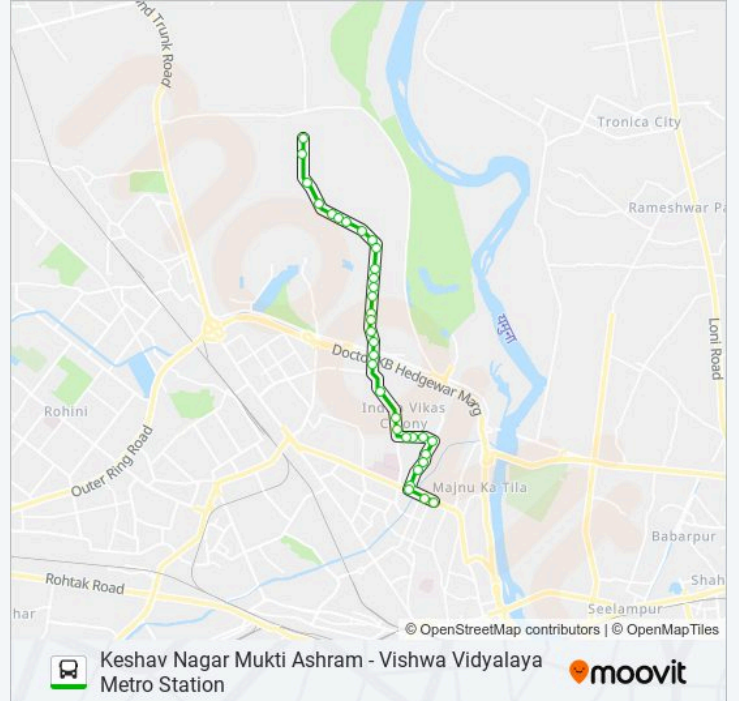 nd Trunk Road
Tronica City
Rameshwar Pa
यमुना
Loni Road
Doctor KB Hedgewar Marg
Rohini
Colony
Outer Ring Road
Majnu Ka Tila
Babarpur
Rohtak Road
Shah
Seelampur
har
© OpenStreetMap contributors | © OpenMapTiles
Keshav Nagar Mukti Ashram - Vishwa Vidyalaya
Metro Station
moovit